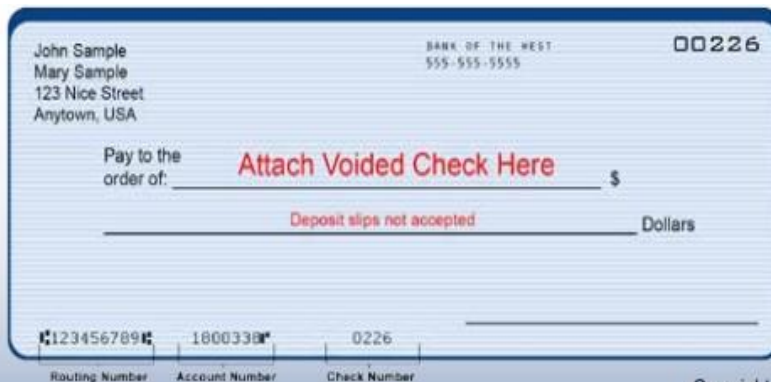 John Sample
Mary Sample
123 Nice Street
Anytown, USA
BANK OF THE WEST
555-555-5555
00226
Pay to the
order of: Attach Voided Check Here $
Deposit slips not accepted Dollars
⑆123456789⑆ 1800338⑈ 0226
Routing Number Account Number Check Number